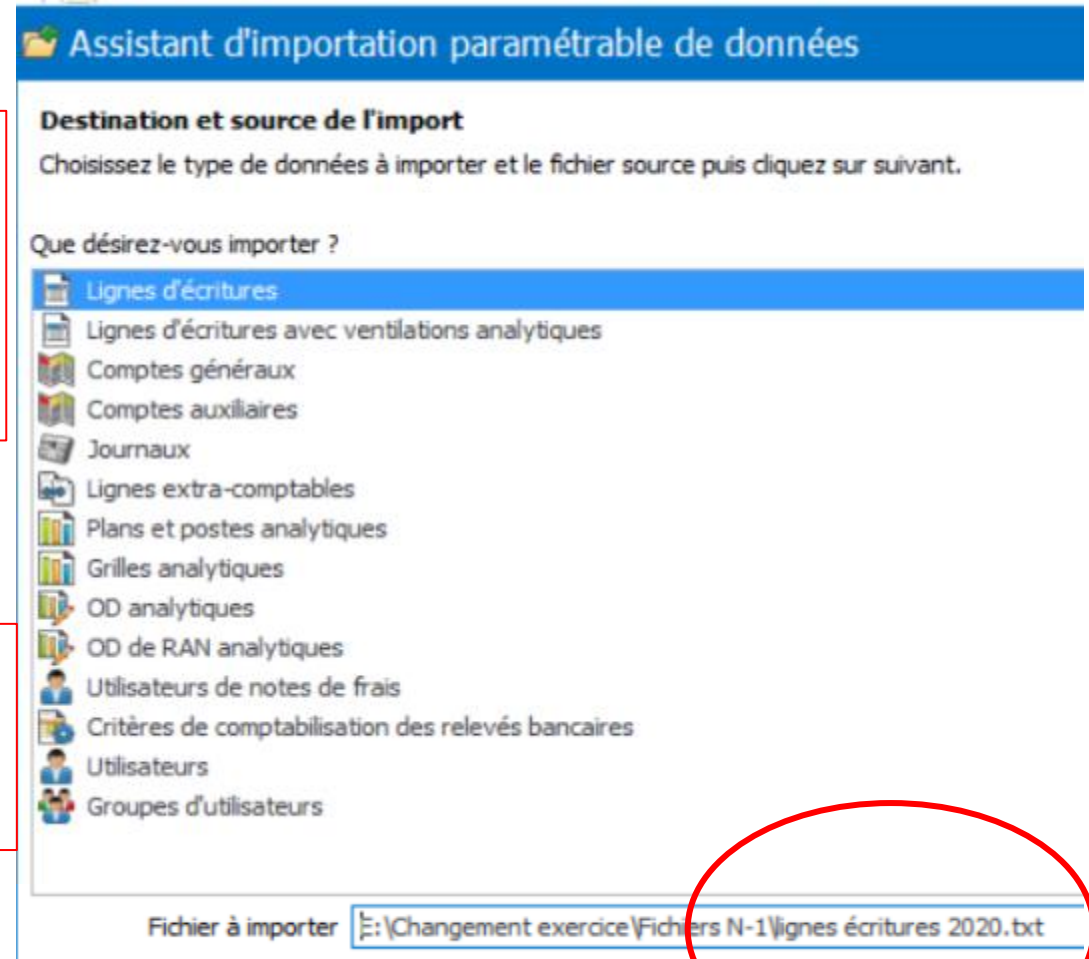 Assistant d'importation paramétrable de données
Destination et source de l'import
Choisissez le type de données à importer et le fichier source puis cliquez sur suivant.
Que désirez-vous importer ?
Lignes d'écritures
Lignes d'écritures avec ventilations analytiques
Comptes généraux
Comptes auxiliaires
Journaux
Lignes extra-comptables
Plans et postes analytiques
Grilles analytiques
OD analytiques
OD de RAN analytiques
Utilisateurs de notes de frais
Critères de comptabilisation des relevés bancaires
Utilisateurs
Groupes d'utilisateurs
Fichier à importer E:\Changement exercice\Fichiers N-1\lignes écritures 2020.txt